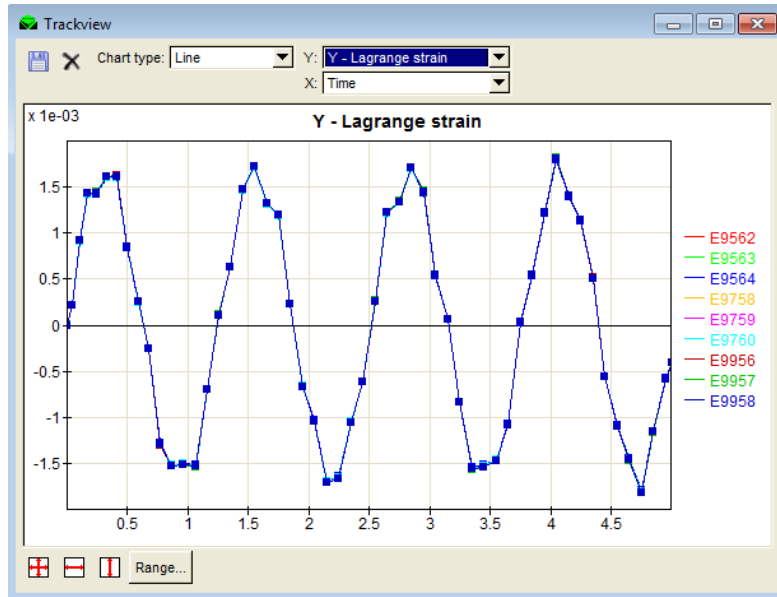 Trackview
Chart type: Line Y: Y - Lagrange strain
X: Time
x 1e-03
Y - Lagrange strain
1.5
1
0.5
0
-0.5
-1
-1.5
0.5 1 1.5 2 2.5 3 3.5 4 4.5
E9562
E9563
E9564
E9758
E9759
E9760
E9956
E9957
E9958
Range...